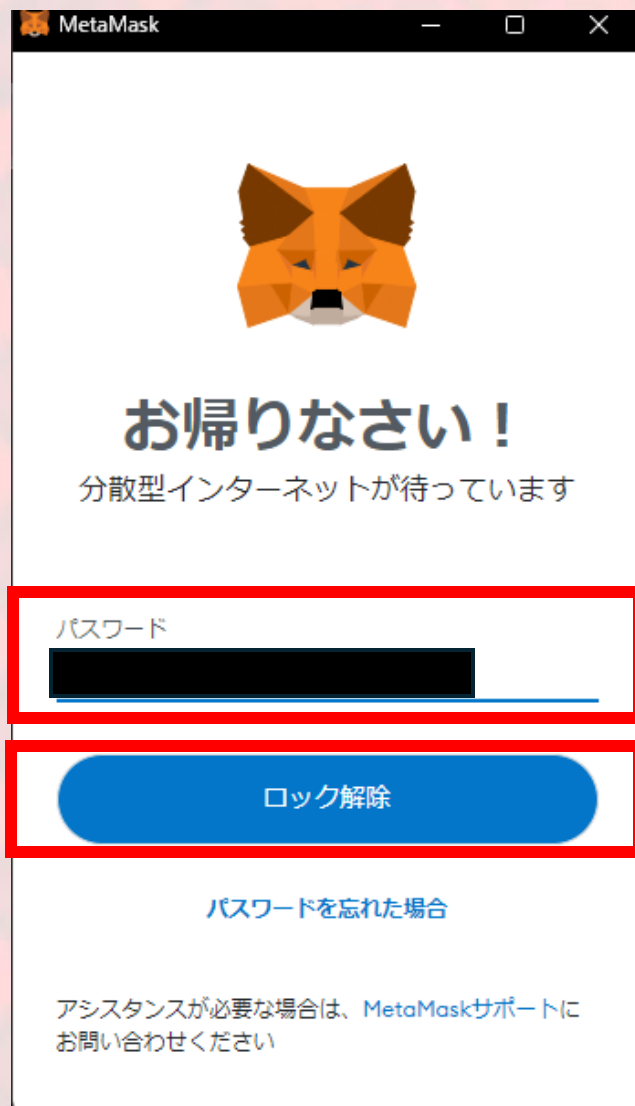 MetaMask
お帰りなさい！
分散型インターネットが待っています
パスワード
ロック解除
パスワードを忘れた場合
アシスタンスが必要な場合は、MetaMaskサポートに
お問い合わせください